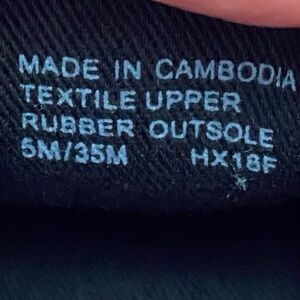 MADE IN CAMBODIA
TEXTILE UPPER
RUBBER OUTSOLE
5M/35M HX18F